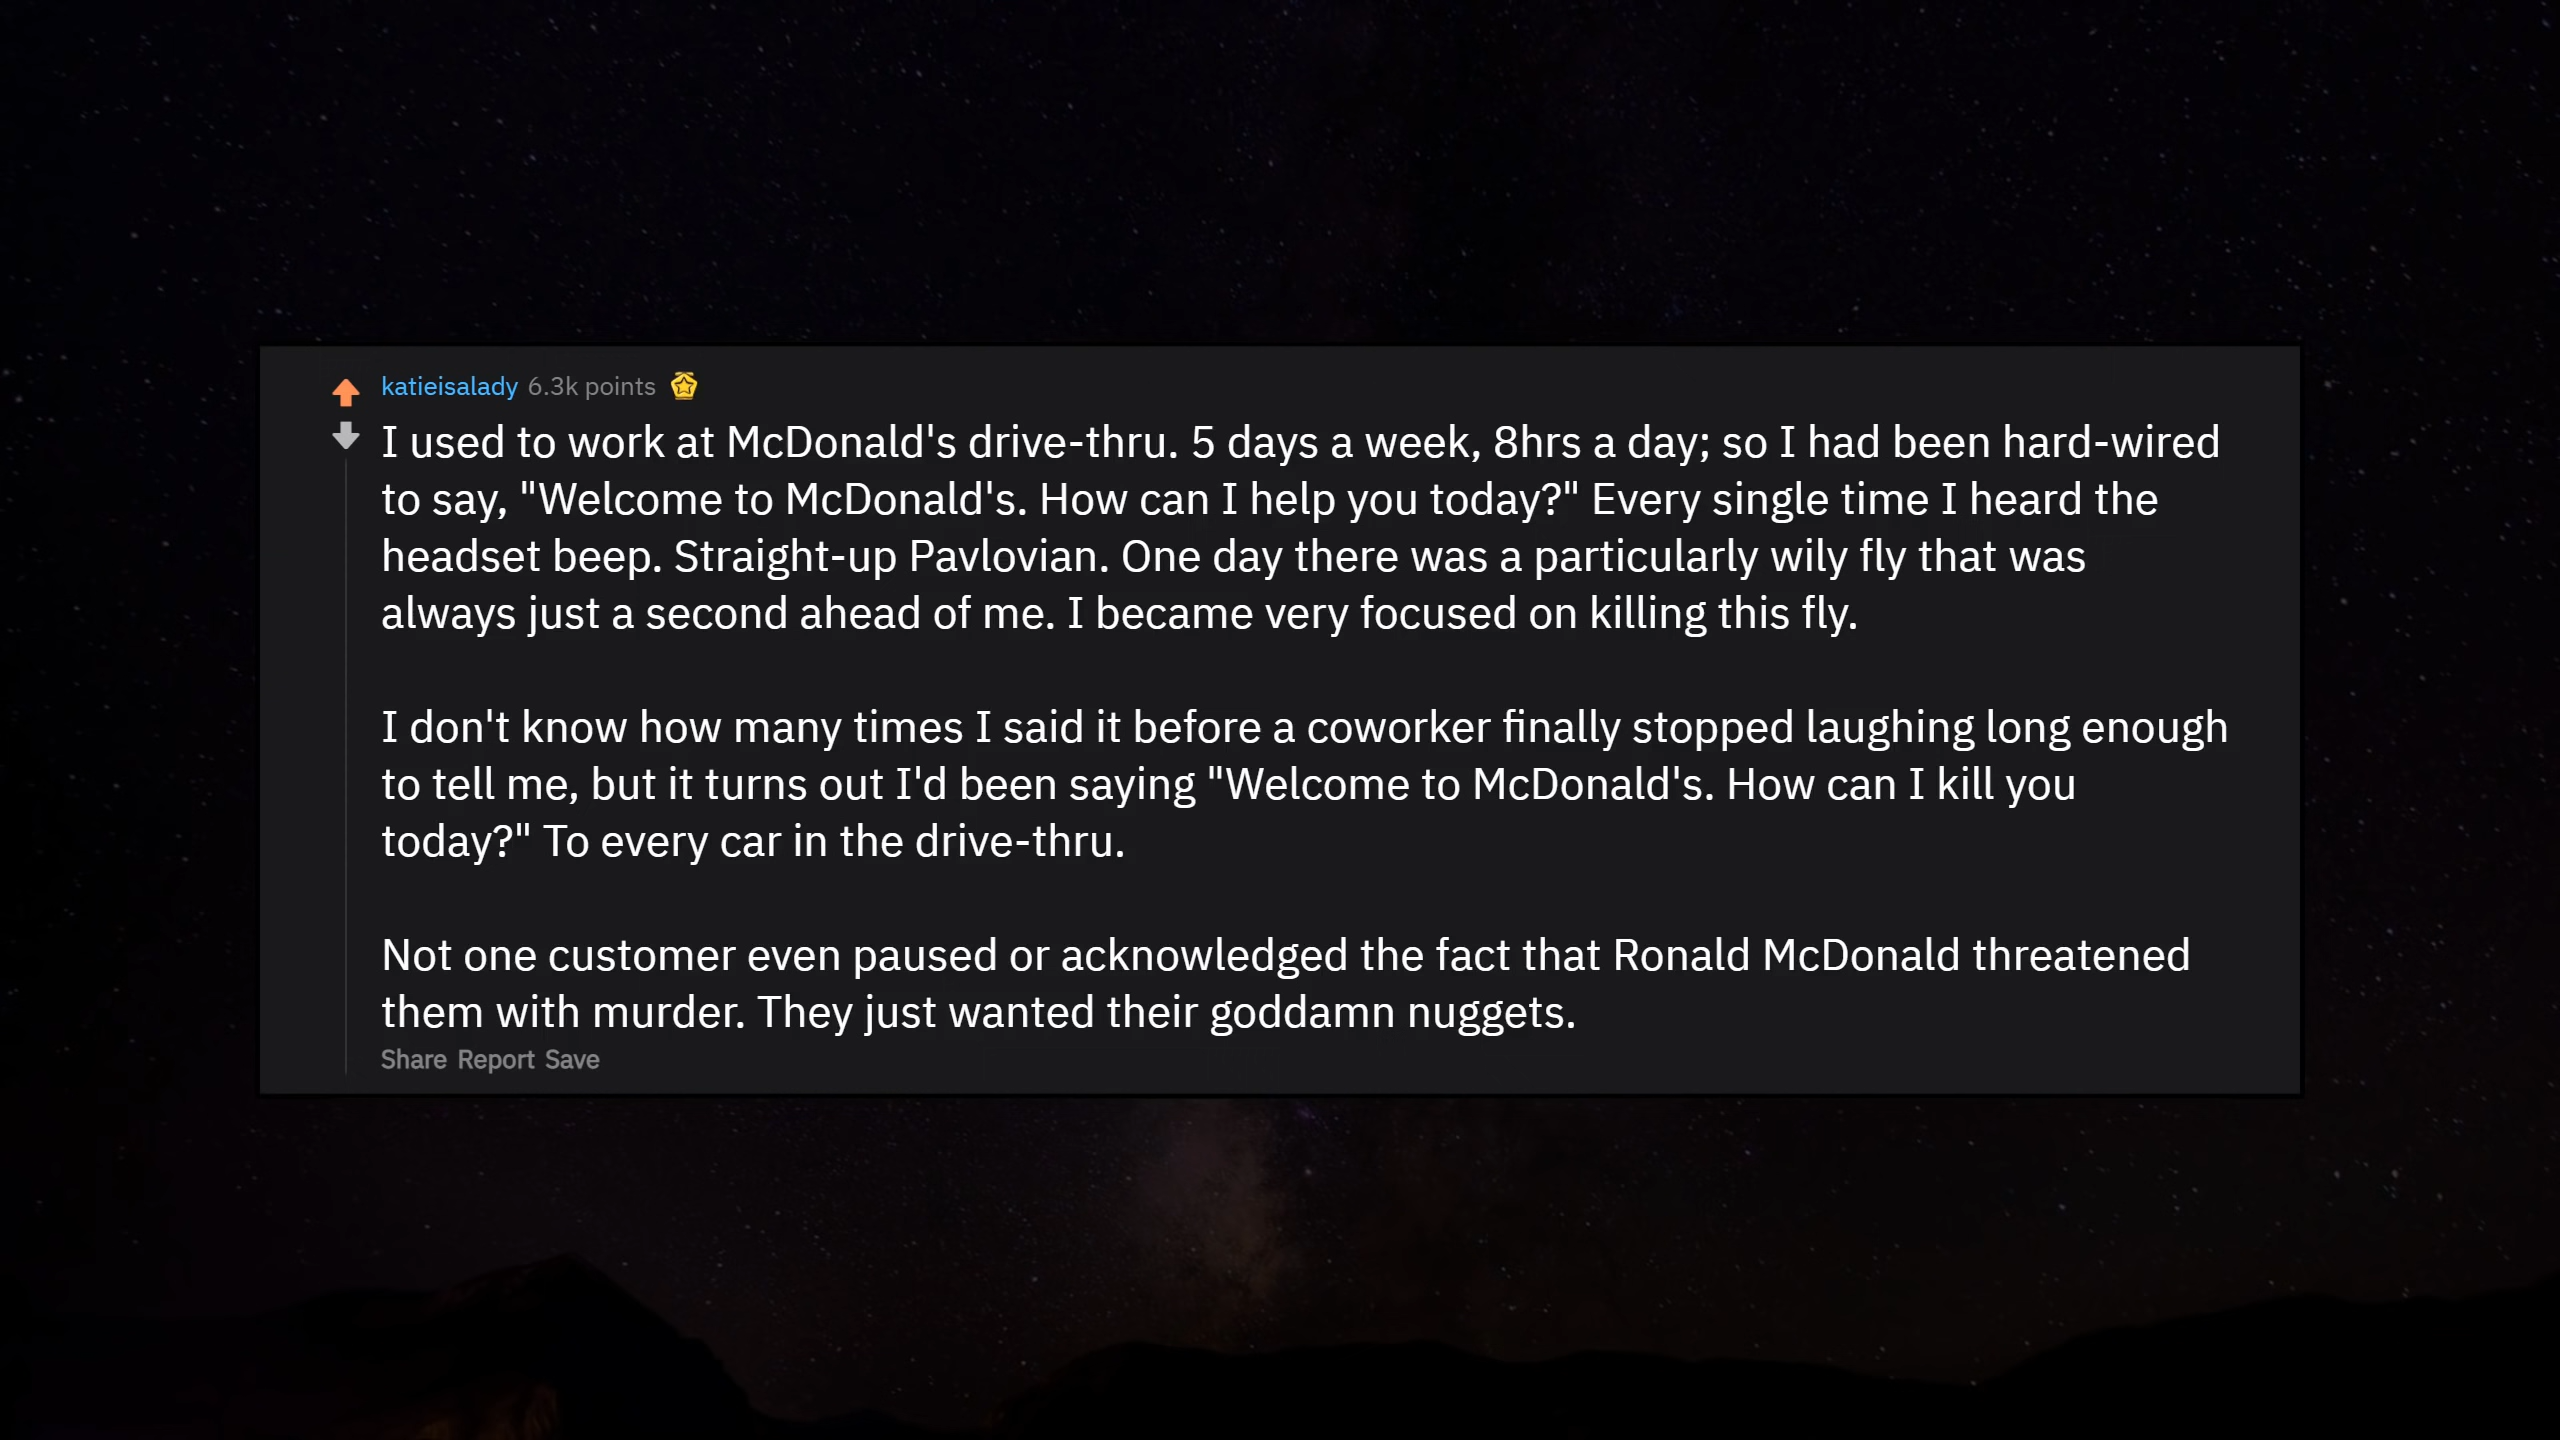 katieisalady 6.3k points
I used to work at McDonald's drive-thru. 5 days a week, 8hrs a day; so I had been hard-wired
to say, "Welcome to McDonald's. How can I help you today?" Every single time I heard the
headset beep. Straight-up Pavlovian. One day there was a particularly wily fly that was
always just a second ahead of me. I became very focused on killing this fly.
I don't know how many times I said it before a coworker finally stopped laughing long enough
to tell me, but it turns out I'd been saying "Welcome to McDonald's. How can I kill you
today?" To every car in the drive-thru.
Not one customer even paused or acknowledged the fact that Ronald McDonald threatened
them with murder. They just wanted their goddamn nuggets.
Share Report Save